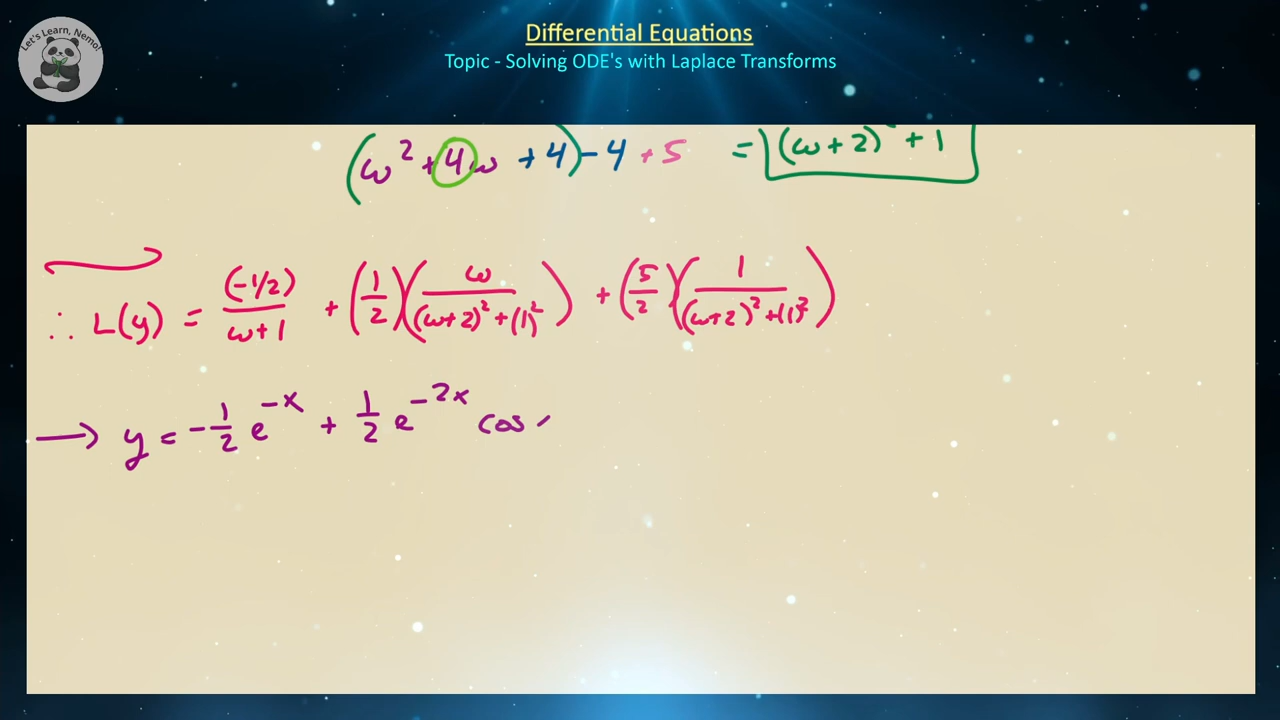 Let's Learn, Nemo!
Differential Equations
Topic - Solving ODE's with Laplace Transforms
(ω² + 4ω + 4) - 4 + 5 = (ω+2)² + 1
∴ L(y) = (-1/2)/(ω+1) + (1/2)(ω/((ω+2)² + (1)²)) + (5/2)(1/((ω+2)² + (1)²))
→ y = -1/2 e^(-x) + 1/2 e^(-2x) cos